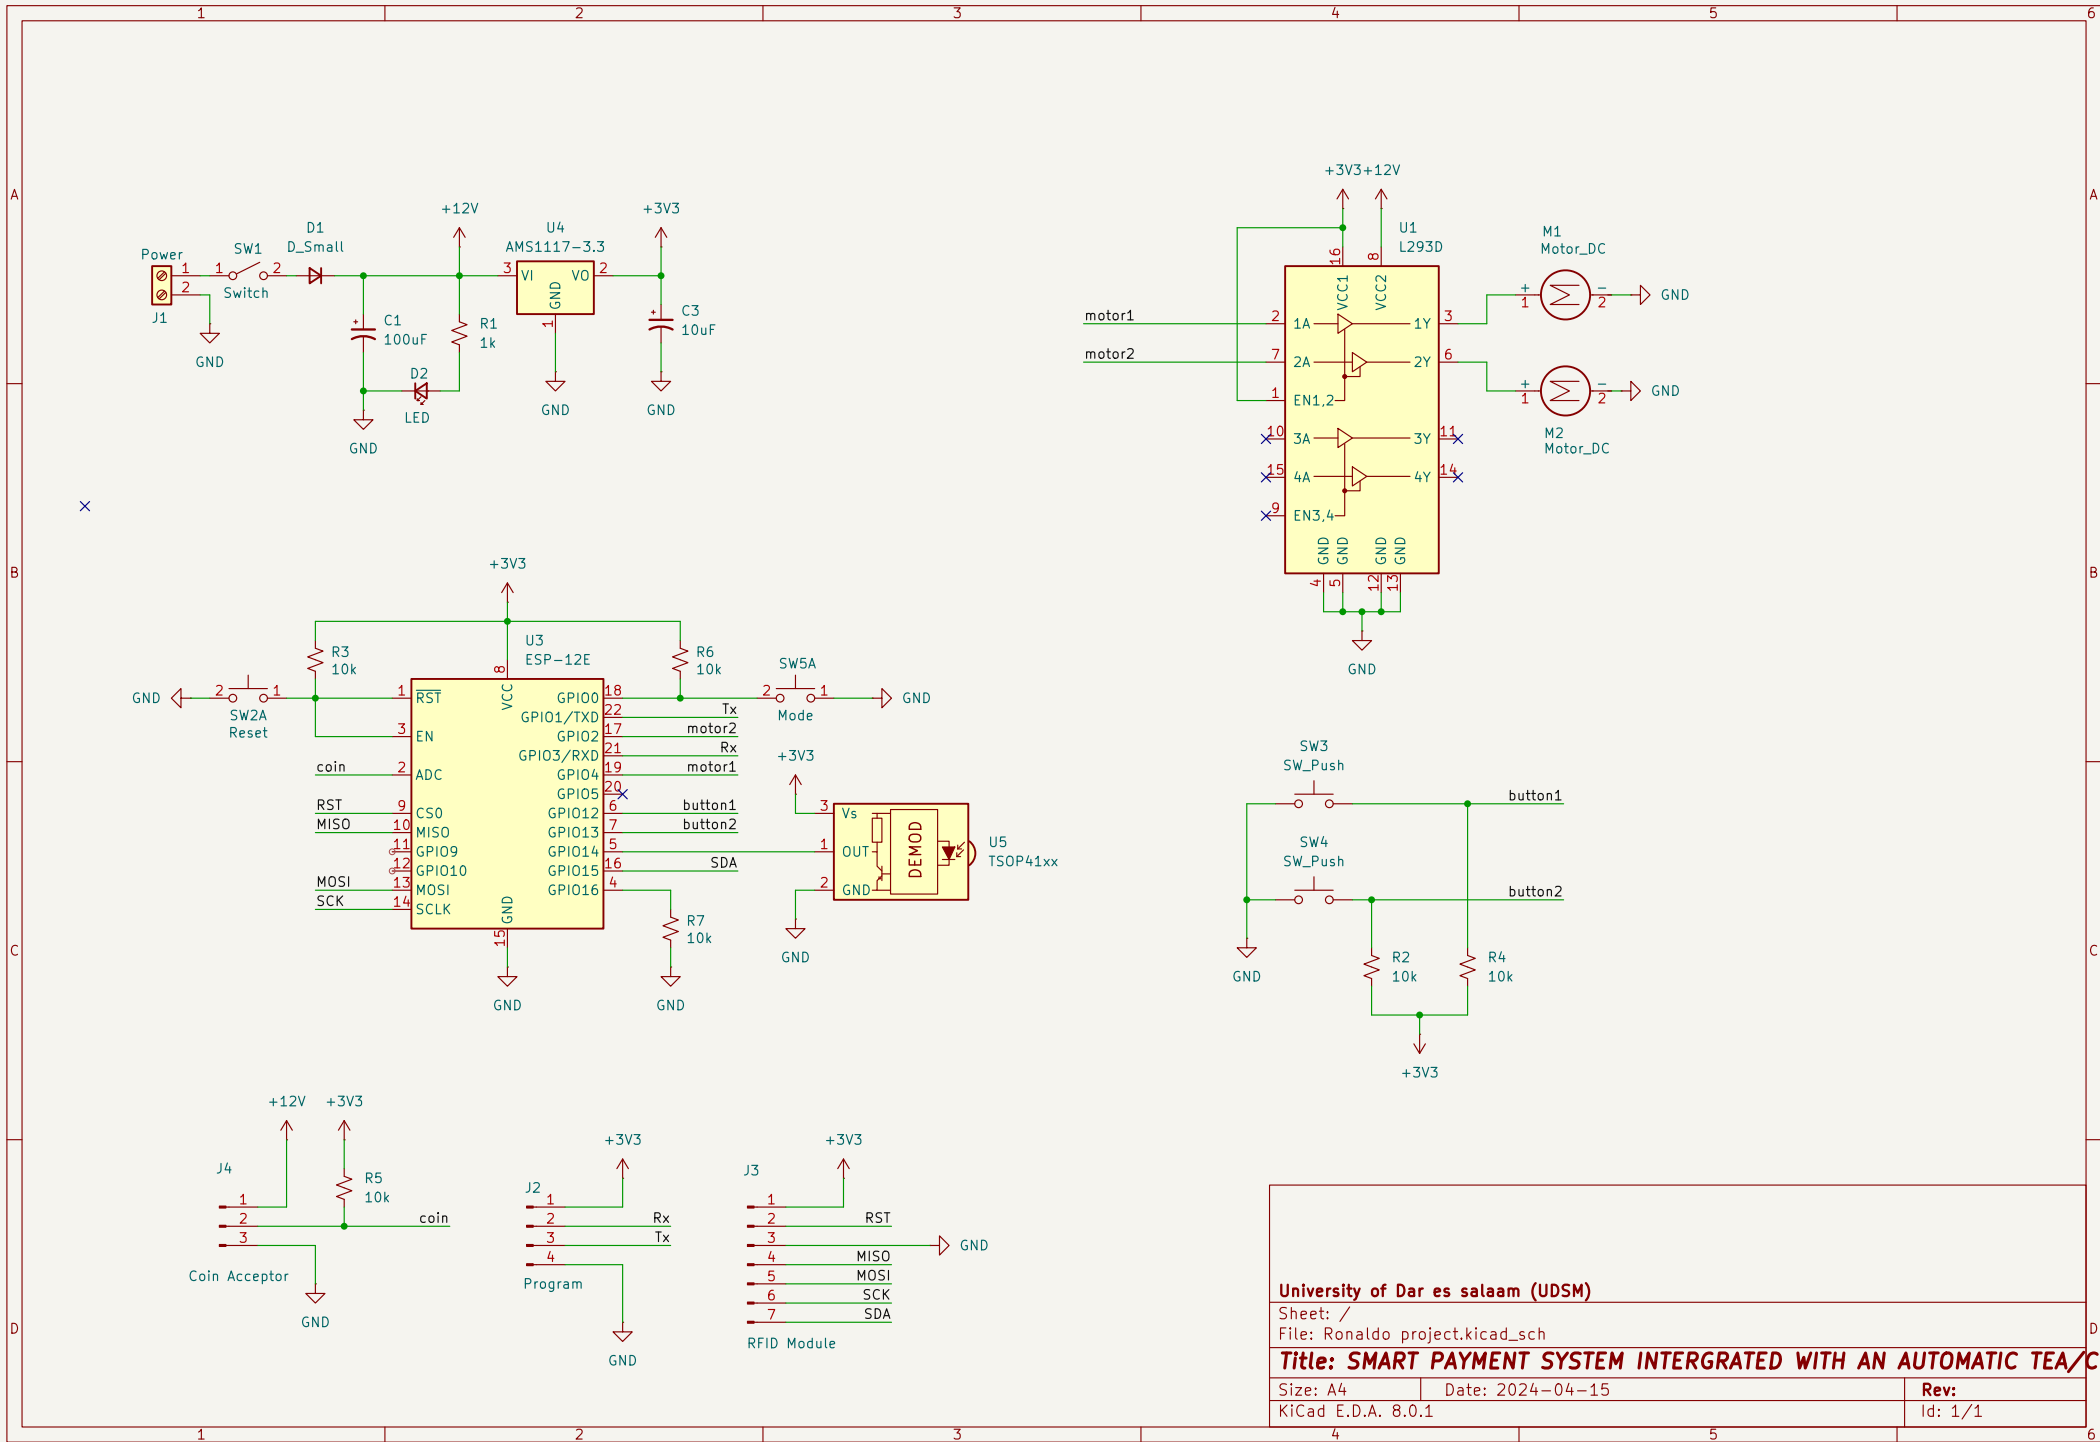 1 2 3 4 5 6
A A
B B
C C
D D
1 2 3 4 5 6
Power
J1
1
2
SW1
1 2
Switch
GND
D1
D_Small
C1
100uF
GND
D2
LED
+12V
R1
1k
U4
AMS1117-3.3
3 VI VO 2
GND
1
GND
+3V3
C3
10uF
GND
+3V3 +12V
U1
L293D
16 8
VCC1 VCC2
motor1
motor2
2 1A 1Y 3
7 2A 2Y 6
1 EN1,2
10 3A 3Y 11
15 4A 4Y 14
9 EN3,4
GND GND GND GND
4 5 12 13
GND
M1
Motor_DC
+ −
1 2
GND
+ −
1 2
GND
M2
Motor_DC
+3V3
R3
10k
GND
2 1
SW2A
Reset
U3
ESP-12E
8
VCC
1 RST
3 EN
coin
2 ADC
RST
9 CS0
MISO
10 MISO
11 GPIO9
12 GPIO10
MOSI
13 MOSI
SCK
14 SCLK
GND
15
GND
GPIO0 18
GPIO1/TXD 22 Tx
GPIO2 17 motor2
GPIO3/RXD 21 Rx
GPIO4 19 motor1
GPIO5 20
GPIO12 6 button1
GPIO13 7 button2
GPIO14 5
GPIO15 16 SDA
GPIO16 4
R6
10k
SW5A
2 1
Mode
GND
R7
10k
GND
+3V3
3 Vs
1 OUT
2 GND
DEMOD
U5
TSOP41xx
GND
SW3
SW_Push
button1
SW4
SW_Push
button2
GND
R2
10k
R4
10k
+3V3
+12V +3V3
J4
1
2
3
R5
10k
coin
Coin Acceptor
GND
+3V3
J2
1
2 Rx
3 Tx
4
Program
GND
+3V3
J3
1
2 RST
3 GND
4 MISO
5 MOSI
6 SCK
7 SDA
RFID Module
University of Dar es salaam (UDSM)
Sheet: /
File: Ronaldo project.kicad_sch
Title: SMART PAYMENT SYSTEM INTERGRATED WITH AN AUTOMATIC TEA/C
Size: A4 Date: 2024-04-15 Rev:
KiCad E.D.A. 8.0.1 Id: 1/1